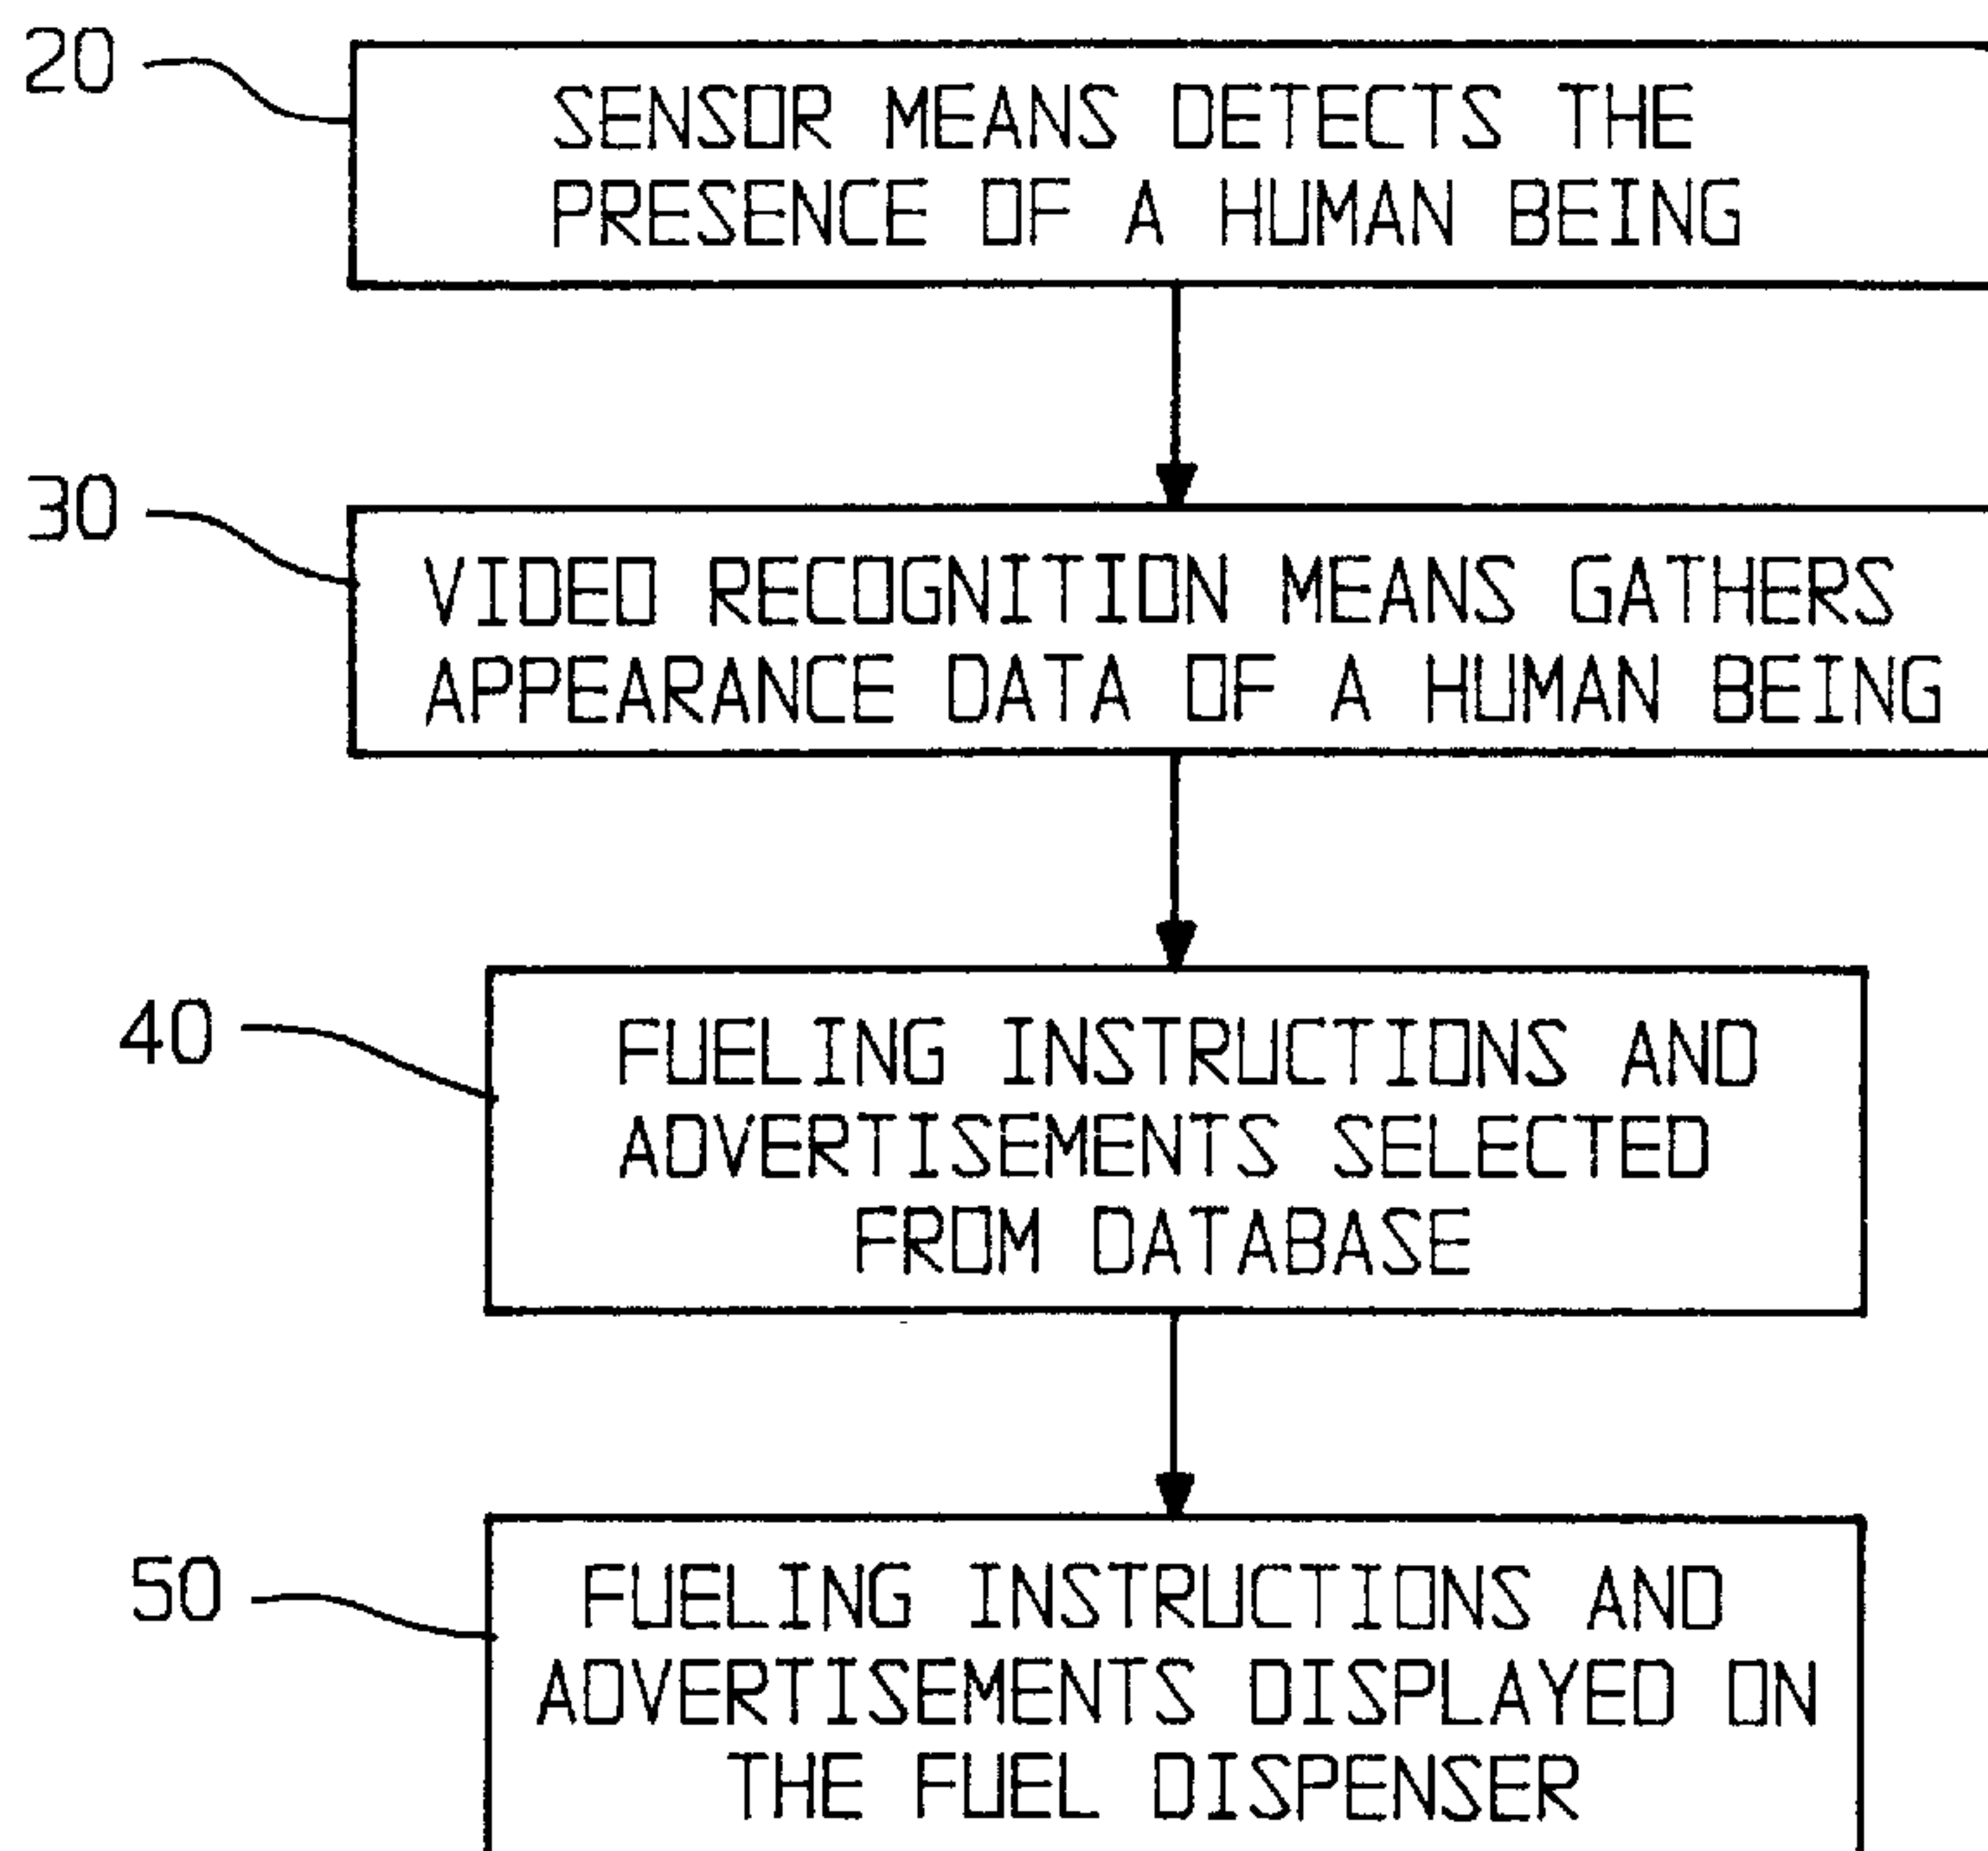 20
SENSOR MEANS DETECTS THE
PRESENCE OF A HUMAN BEING
30
VIDEO RECOGNITION MEANS GATHERS
APPEARANCE DATA OF A HUMAN BEING
40
FUELING INSTRUCTIONS AND
ADVERTISEMENTS SELECTED
FROM DATABASE
50
FUELING INSTRUCTIONS AND
ADVERTISEMENTS DISPLAYED ON
THE FUEL DISPENSER